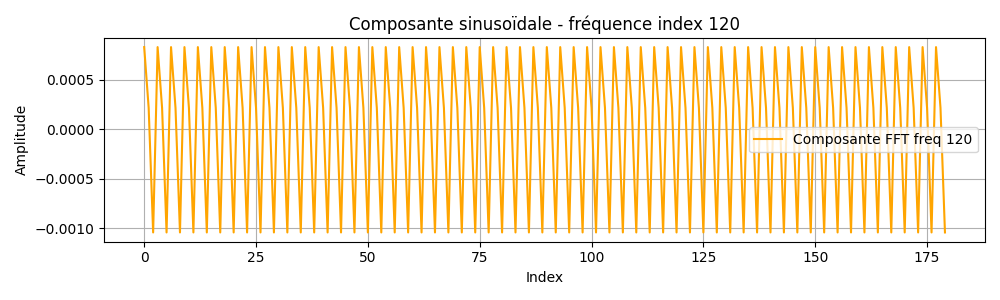 Composante sinusoïdale - fréquence index 120
Amplitude
0.0005
0.0000
−0.0005
−0.0010
Composante FFT freq 120
0 25 50 75 100 125 150 175
Index